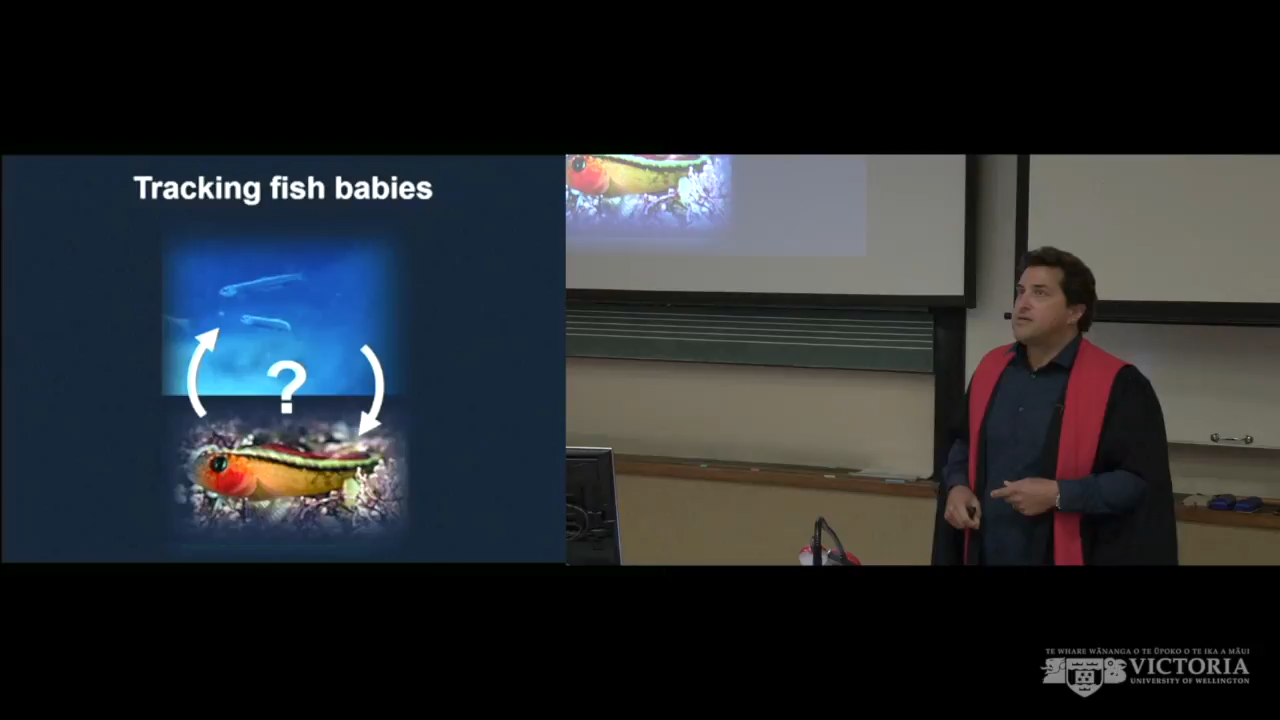 Tracking fish babies
?
TE WHARE WĀNANGA O TE ŪPOKO O TE IKA A MĀUI
VICTORIA
UNIVERSITY OF WELLINGTON